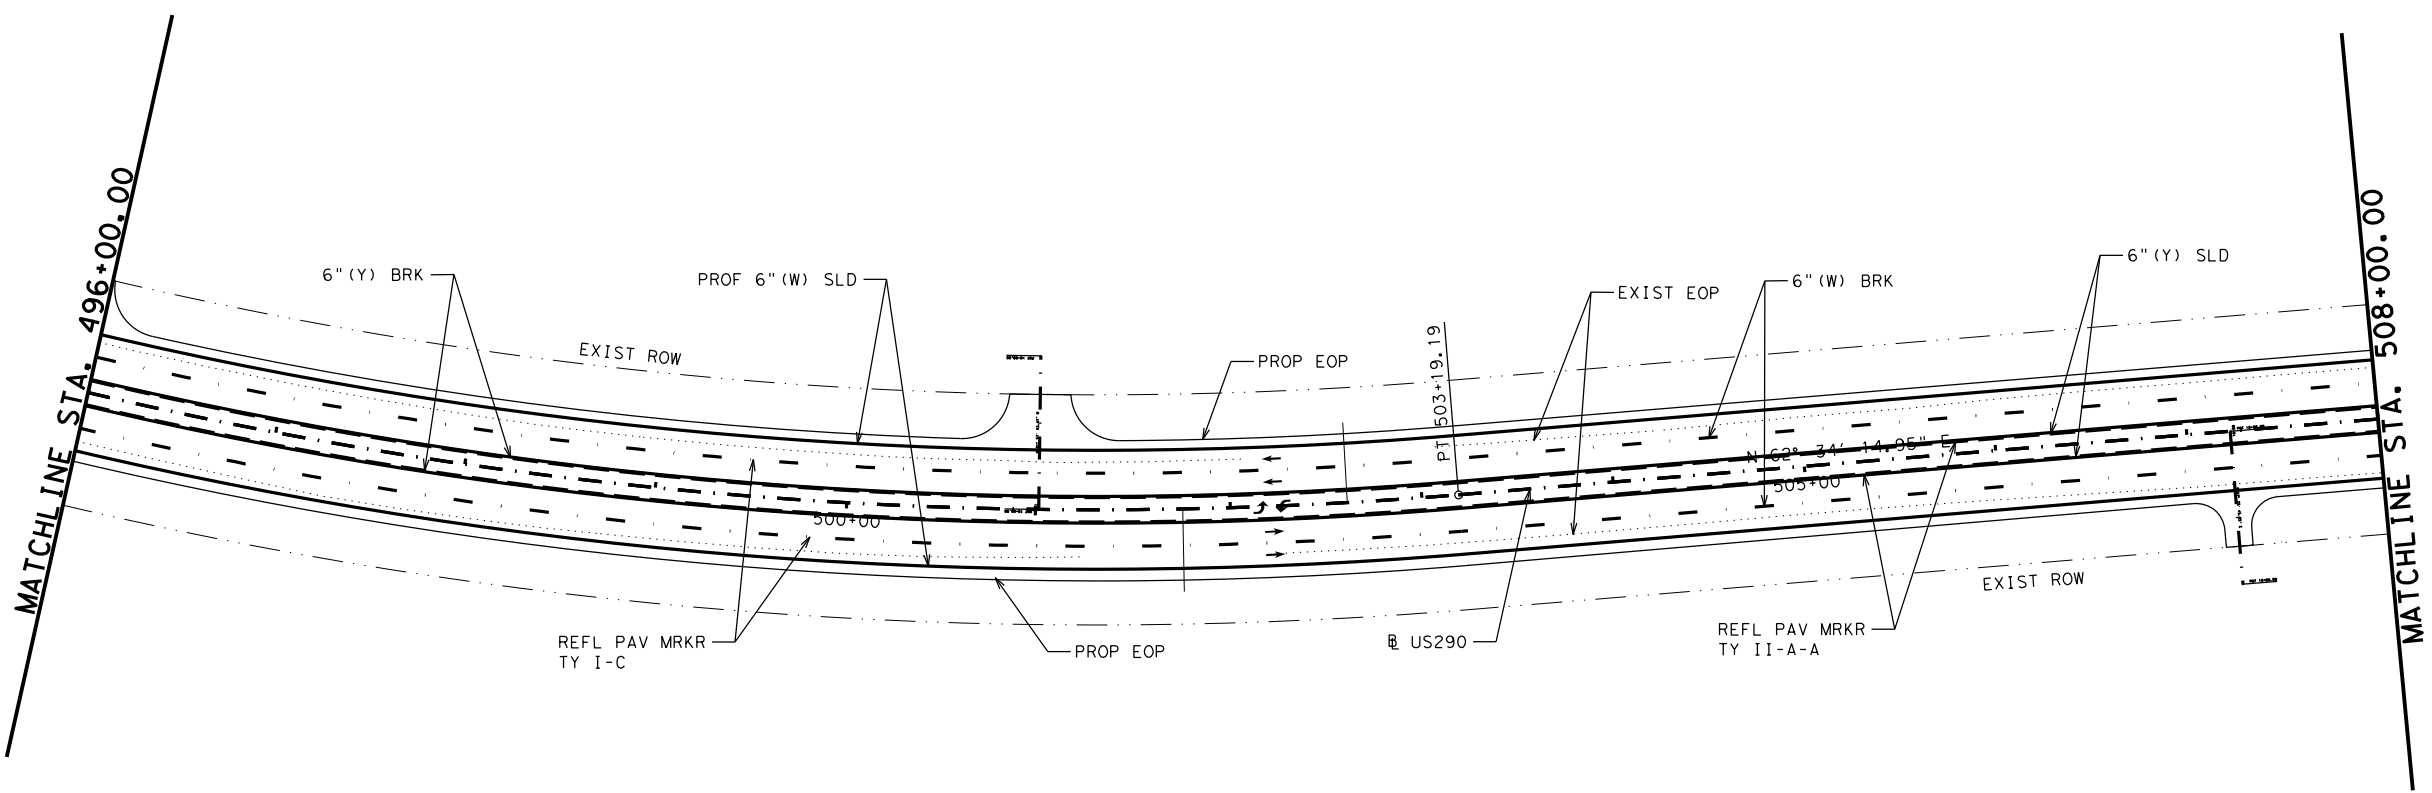 MATCHLINE STA. 496+00.00
6"(Y) BRK
PROF 6"(W) SLD
EXIST ROW
PROP EOP
PT 503+19.19
EXIST EOP
6"(W) BRK
6"(Y) SLD
N 62° 34' 14.95" E
500+00
505+00
REFL PAV MRKR
TY I-C
PROP EOP
BL US290
REFL PAV MRKR
TY II-A-A
EXIST ROW
MATCHLINE STA. 508+00.00